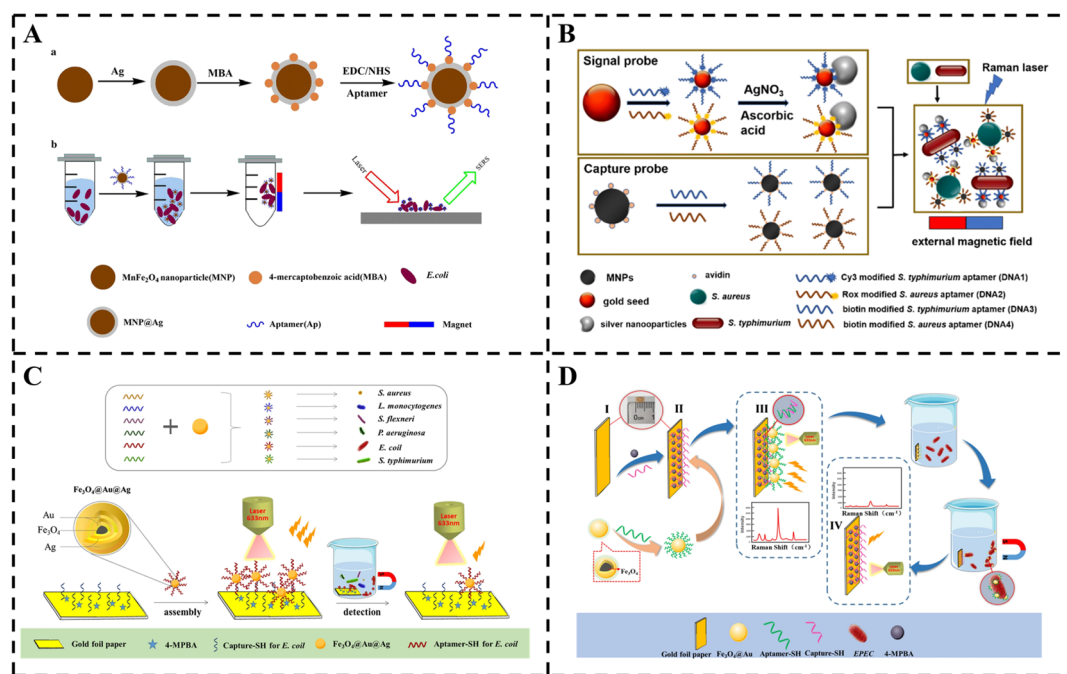 A
a
Ag
MBA
EDC/NHS
Aptamer
b
Laser
SERS
MnFe₂O₄ nanoparticle(MNP)
4-mercaptobenzoic acid(MBA)
E.coli
MNP@Ag
Aptamer(Ap)
Magnet
B
Signal probe
AgNO₃
Ascorbic
acid
Raman laser
Capture probe
external magnetic field
MNPs
avidin
Cy3 modified S. typhimurium aptamer (DNA1)
gold seed
S. aureus
Rox modified S. aureus aptamer (DNA2)
biotin modified S. typhimurium aptamer (DNA3)
silver nanooparticles
S. typhimurium
biotin modified S. aureus aptamer (DNA4)
C
S. aureus
L. monocytogenes
S. flexneri
+
P. aeruginosa
E. coil
S. typhimurium
Fe₃O₄@Au@Ag
Au
Fe₃O₄
Ag
Laser
633nm
Laser
633nm
assembly
detection
Gold foil paper
4-MPBA
Capture-SH for E. coil
Fe₃O₄@Au@Ag
Aptamer-SH for E. coil
D
I
II
III
0cm 1
Fe₃O₄
Intensity
Raman Shift (cm⁻¹)
IV
Intensity
Raman Shift (cm⁻¹)
Gold foil paper
Fe₃O₄@Au
Aptamer-SH
Capture-SH
EPEC
4-MPBA